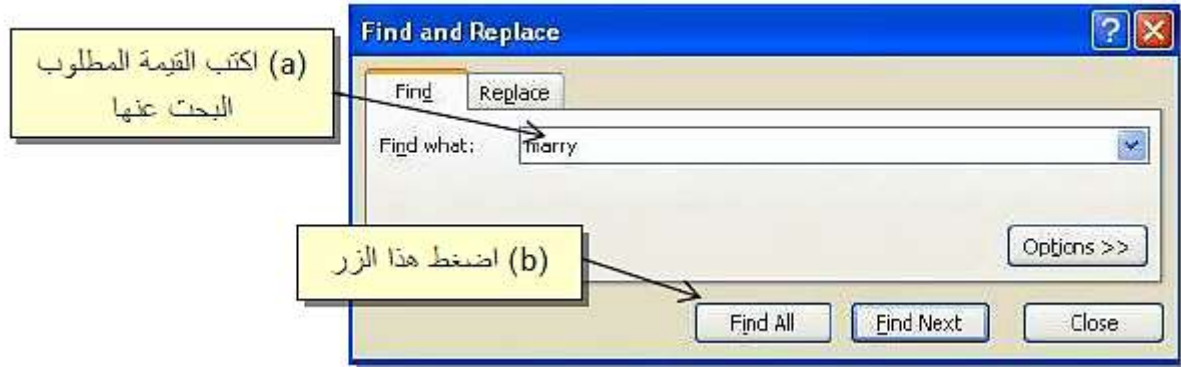 Find and Replace
(a) اكتب القيمة المطلوب
البحث عنها
Find
Replace
Find what:
marry
Options >>
(b) اضغط هذا الزر
Find All
Find Next
Close